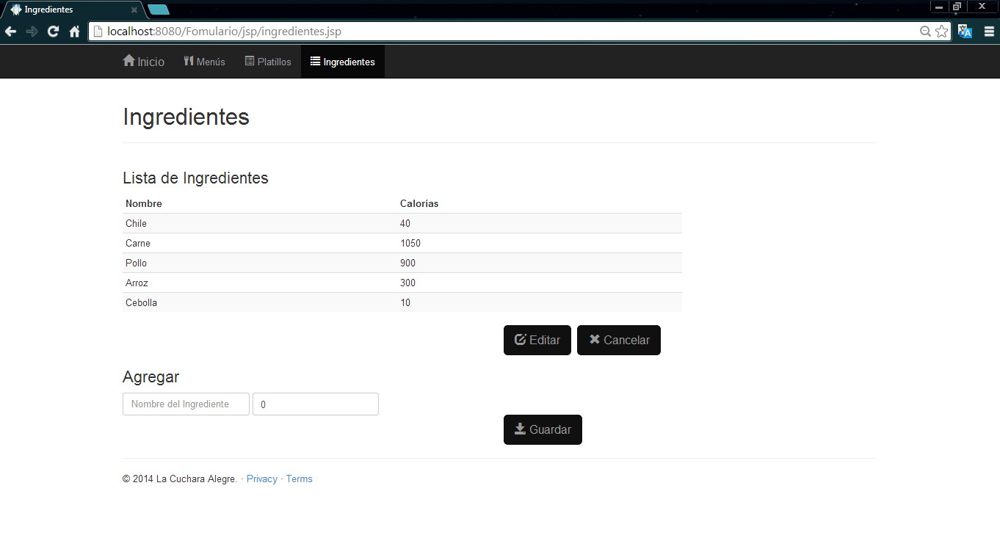 Ingredientes
localhost:8080/Fomulario/jsp/ingredientes.jsp
Inicio Menús Platillos Ingredientes
Ingredientes
Lista de Ingredientes
Nombre Calorías
Chile 40
Carne 1050
Pollo 900
Arroz 300
Cebolla 10
Editar Cancelar
Agregar
Nombre del Ingrediente 0
Guardar
© 2014 La Cuchara Alegre. · Privacy · Terms